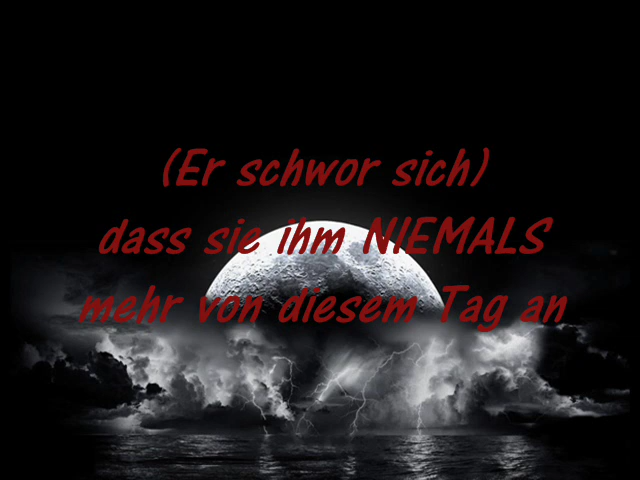 (Er schwor sich)
dass sie ihm NIEMALS
mehr von diesem Tag an